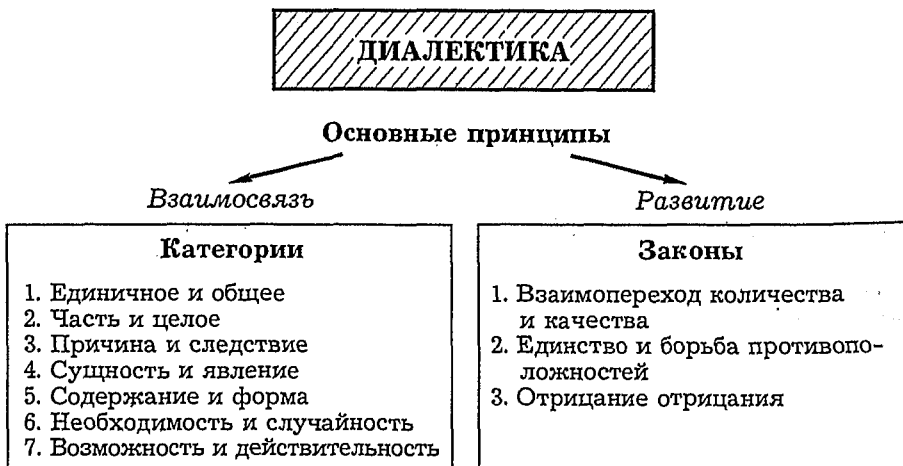 ДИАЛЕКТИКА
Основные принципы
Взаимосвязь
Категории
1. Единичное и общее
2. Часть и целое
3. Причина и следствие
4. Сущность и явление
5. Содержание и форма
6. Необходимость и случайность
7. Возможность и действительность
Развитие
Законы
1. Взаимопереход количества
и качества
2. Единство и борьба противопо-
ложностей
3. Отрицание отрицания